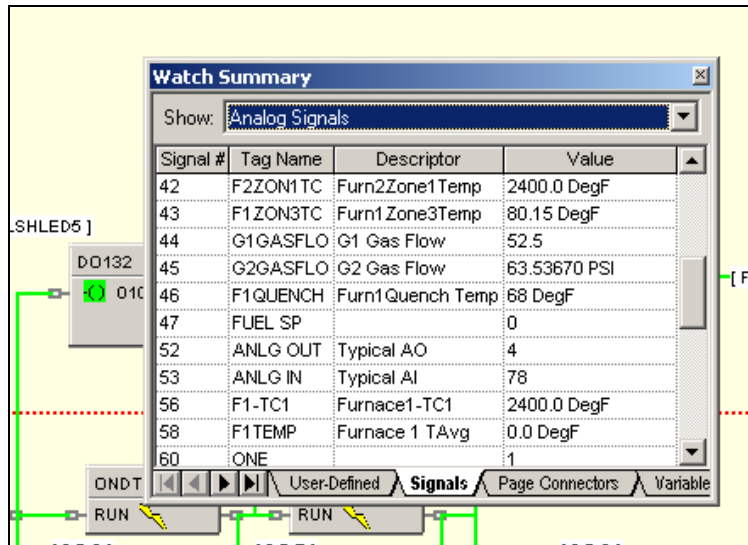 Watch Summary
Show: Analog Signals
Signal # Tag Name Descriptor Value
42 F2ZON1TC Furn2Zone1Temp 2400.0 DegF
43 F1ZON3TC Furn1Zone3Temp 80.15 DegF
44 G1GASFLO G1 Gas Flow 52.5
45 G2GASFLO G2 Gas Flow 63.53670 PSI
46 F1QUENCH Furn1Quench Temp 68 DegF
47 FUEL SP 0
52 ANLG OUT Typical AO 4
53 ANLG IN Typical AI 78
56 F1-TC1 Furnace1-TC1 2400.0 DegF
58 F1TEMP Furnace 1 TAvg 0.0 DegF
60 ONE 1
User-Defined Signals Page Connectors Variable
LSHLED5 ]
DO132
-() 010
[ F
ONDT
RUN
RUN